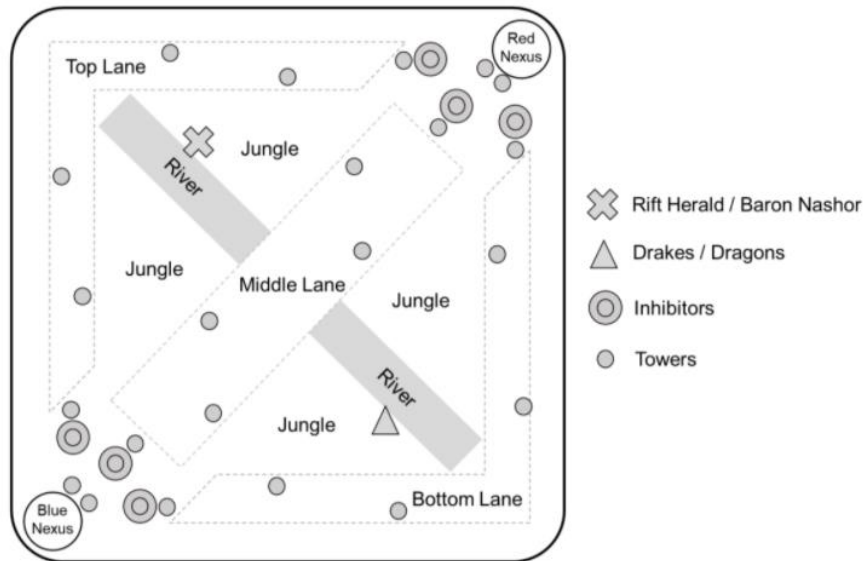 Red
Nexus
Top Lane
Jungle
River
Rift Herald / Baron Nashor
Drakes / Dragons
Jungle
Middle Lane
Jungle
Inhibitors
Towers
River
Jungle
Bottom Lane
Blue
Nexus